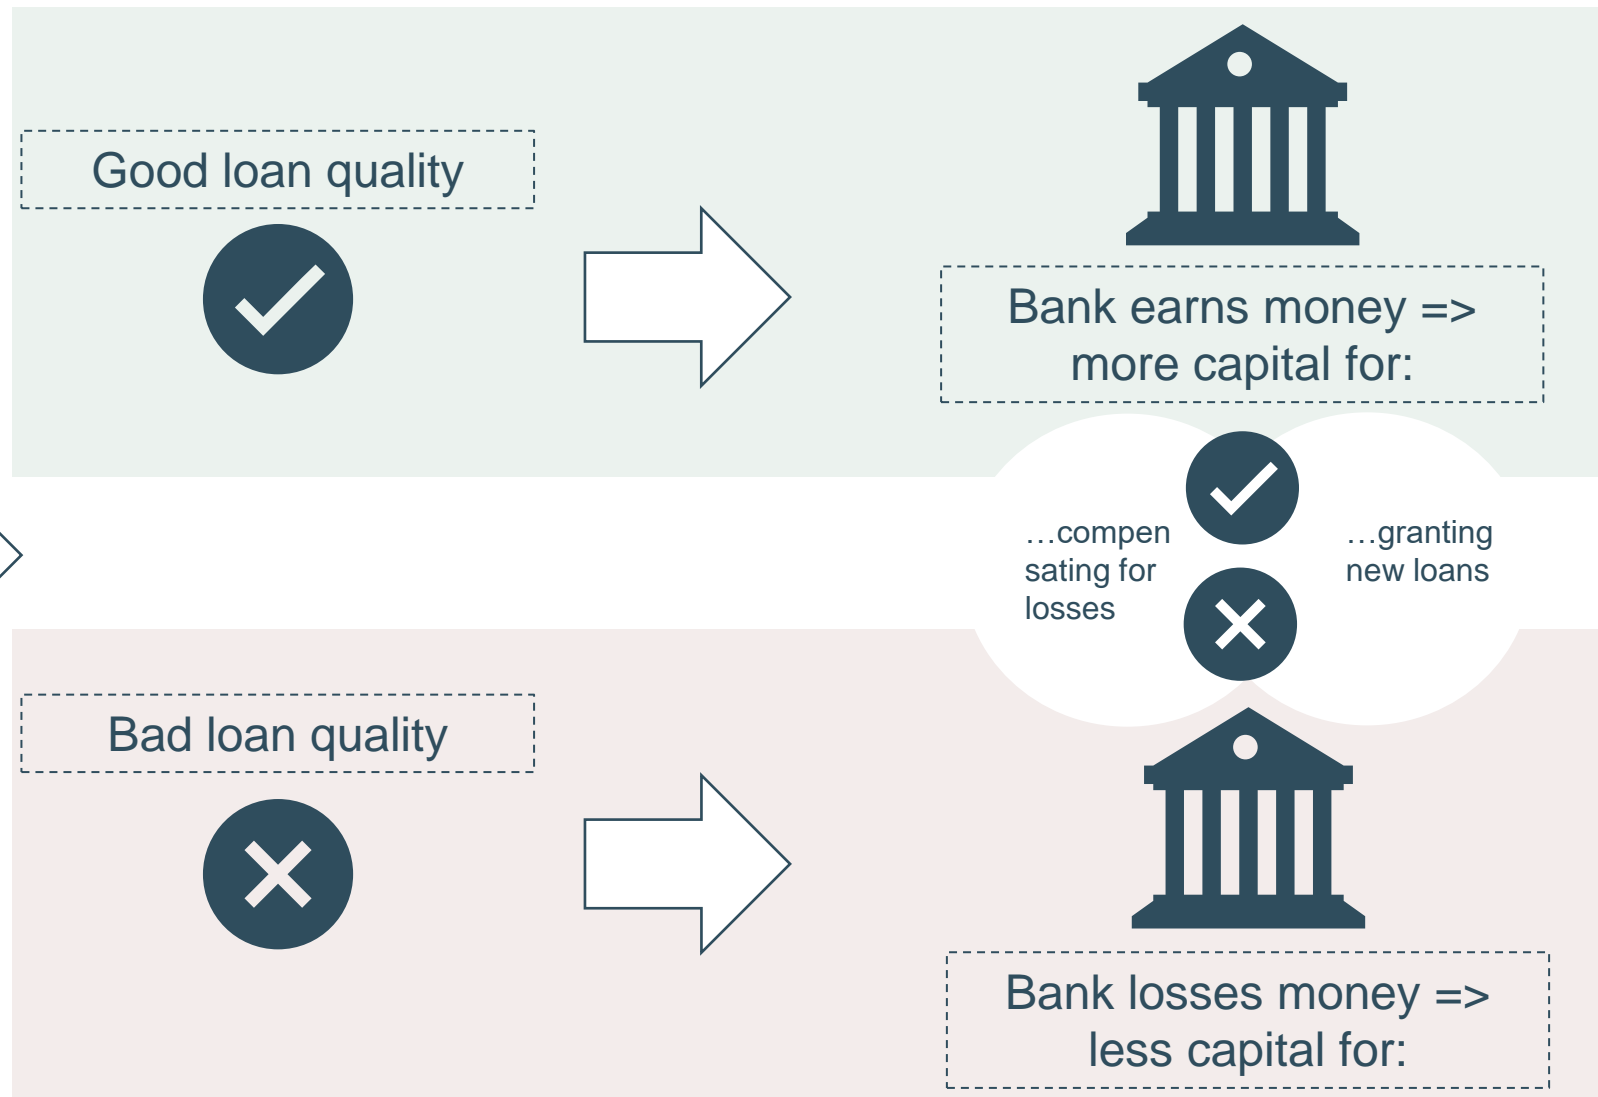 Good loan quality
Bank earns money =>
more capital for:
…compen
sating for
losses
…granting
new loans
Bad loan quality
Bank losses money =>
less capital for: